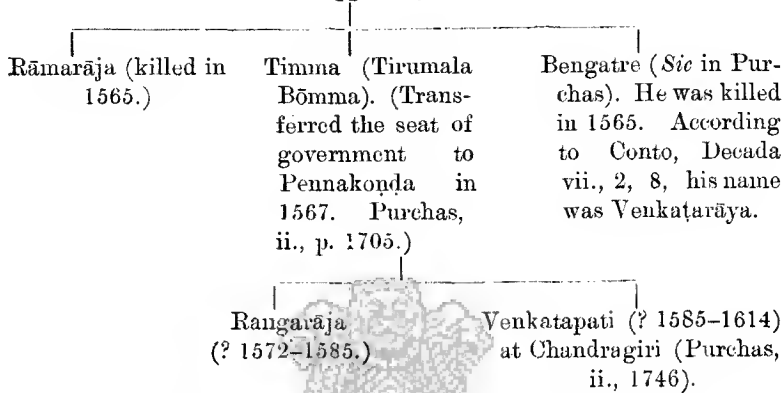 Rāmarāja (killed in
1565.)
Timma (Tirumala
Bōmma). (Trans-
ferred the seat of
government to
Pennakoṇḍa in
1567. Purchas,
ii., p. 1705.)
Bengatre (Sic in Pur-
chas). He was killed
in 1565. According
to Conto, Decada
vii., 2, 8, his name
was Venkaṭarāya.
Rangarāja
(? 1572–1585.)
Venkatapati (? 1585–1614)
at Chandragiri (Purchas,
ii., 1746).